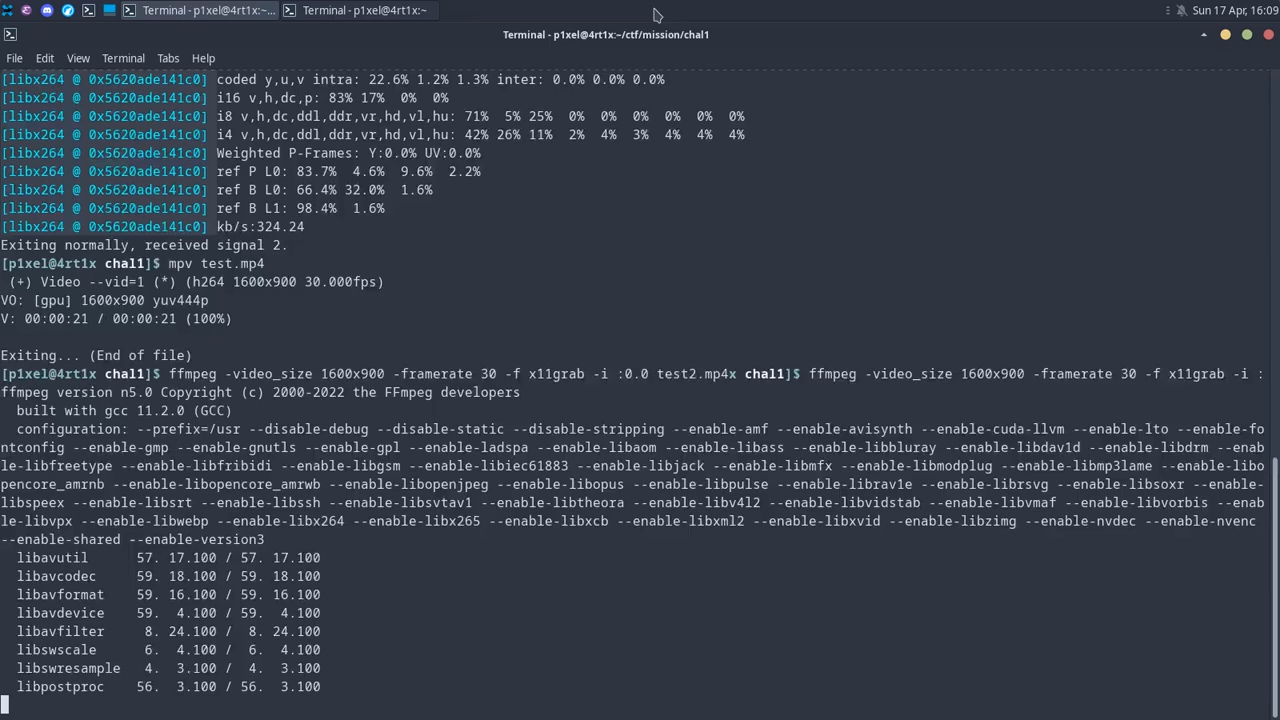 Terminal - p1xel@4rt1x:~...
Terminal - p1xel@4rt1x:~
Sun 17 Apr, 16:09
Terminal - p1xel@4rt1x:~/ctf/mission/chal1
File Edit View Terminal Tabs Help
[libx264 @ 0x5620ade141c0] coded y,u,v intra: 22.6% 1.2% 1.3% inter: 0.0% 0.0% 0.0%
[libx264 @ 0x5620ade141c0] i16 v,h,dc,p: 83% 17%  0%  0%
[libx264 @ 0x5620ade141c0] i8 v,h,dc,ddl,ddr,vr,hd,vl,hu: 71%  5% 25%  0%  0%  0%  0%  0%  0%
[libx264 @ 0x5620ade141c0] i4 v,h,dc,ddl,ddr,vr,hd,vl,hu: 42% 26% 11%  2%  4%  3%  4%  4%  4%
[libx264 @ 0x5620ade141c0] Weighted P-Frames: Y:0.0% UV:0.0%
[libx264 @ 0x5620ade141c0] ref P L0: 83.7%  4.6%  9.6%  2.2%
[libx264 @ 0x5620ade141c0] ref B L0: 66.4% 32.0%  1.6%
[libx264 @ 0x5620ade141c0] ref B L1: 98.4%  1.6%
[libx264 @ 0x5620ade141c0] kb/s:324.24
Exiting normally, received signal 2.
[p1xel@4rt1x chal1]$ mpv test.mp4
 (+) Video --vid=1 (*) (h264 1600x900 30.000fps)
VO: [gpu] 1600x900 yuv444p
V: 00:00:21 / 00:00:21 (100%)
Exiting... (End of file)
[p1xel@4rt1x chal1]$ ffmpeg -video_size 1600x900 -framerate 30 -f x11grab -i :0.0 test2.mp4x chal1]$ ffmpeg -video_size 1600x900 -framerate 30 -f x11grab -i :
ffmpeg version n5.0 Copyright (c) 2000-2022 the FFmpeg developers
  built with gcc 11.2.0 (GCC)
  configuration: --prefix=/usr --disable-debug --disable-static --disable-stripping --enable-amf --enable-avisynth --enable-cuda-llvm --enable-lto --enable-fo
ntconfig --enable-gmp --enable-gnutls --enable-gpl --enable-ladspa --enable-libaom --enable-libass --enable-libbluray --enable-libdav1d --enable-libdrm --enab
le-libfreetype --enable-libfribidi --enable-libgsm --enable-libiec61883 --enable-libjack --enable-libmfx --enable-libmodplug --enable-libmp3lame --enable-libo
pencore_amrnb --enable-libopencore_amrwb --enable-libopenjpeg --enable-libopus --enable-libpulse --enable-librav1e --enable-librsvg --enable-libsoxr --enable-
libspeex --enable-libsrt --enable-libssh --enable-libsvtav1 --enable-libtheora --enable-libv4l2 --enable-libvidstab --enable-libvmaf --enable-libvorbis --enab
le-libvpx --enable-libwebp --enable-libx264 --enable-libx265 --enable-libxcb --enable-libxml2 --enable-libxvid --enable-libzimg --enable-nvdec --enable-nvenc
--enable-shared --enable-version3
  libavutil      57. 17.100 / 57. 17.100
  libavcodec     59. 18.100 / 59. 18.100
  libavformat    59. 16.100 / 59. 16.100
  libavdevice    59.  4.100 / 59.  4.100
  libavfilter     8. 24.100 /  8. 24.100
  libswscale      6.  4.100 /  6.  4.100
  libswresample   4.  3.100 /  4.  3.100
  libpostproc    56.  3.100 / 56.  3.100